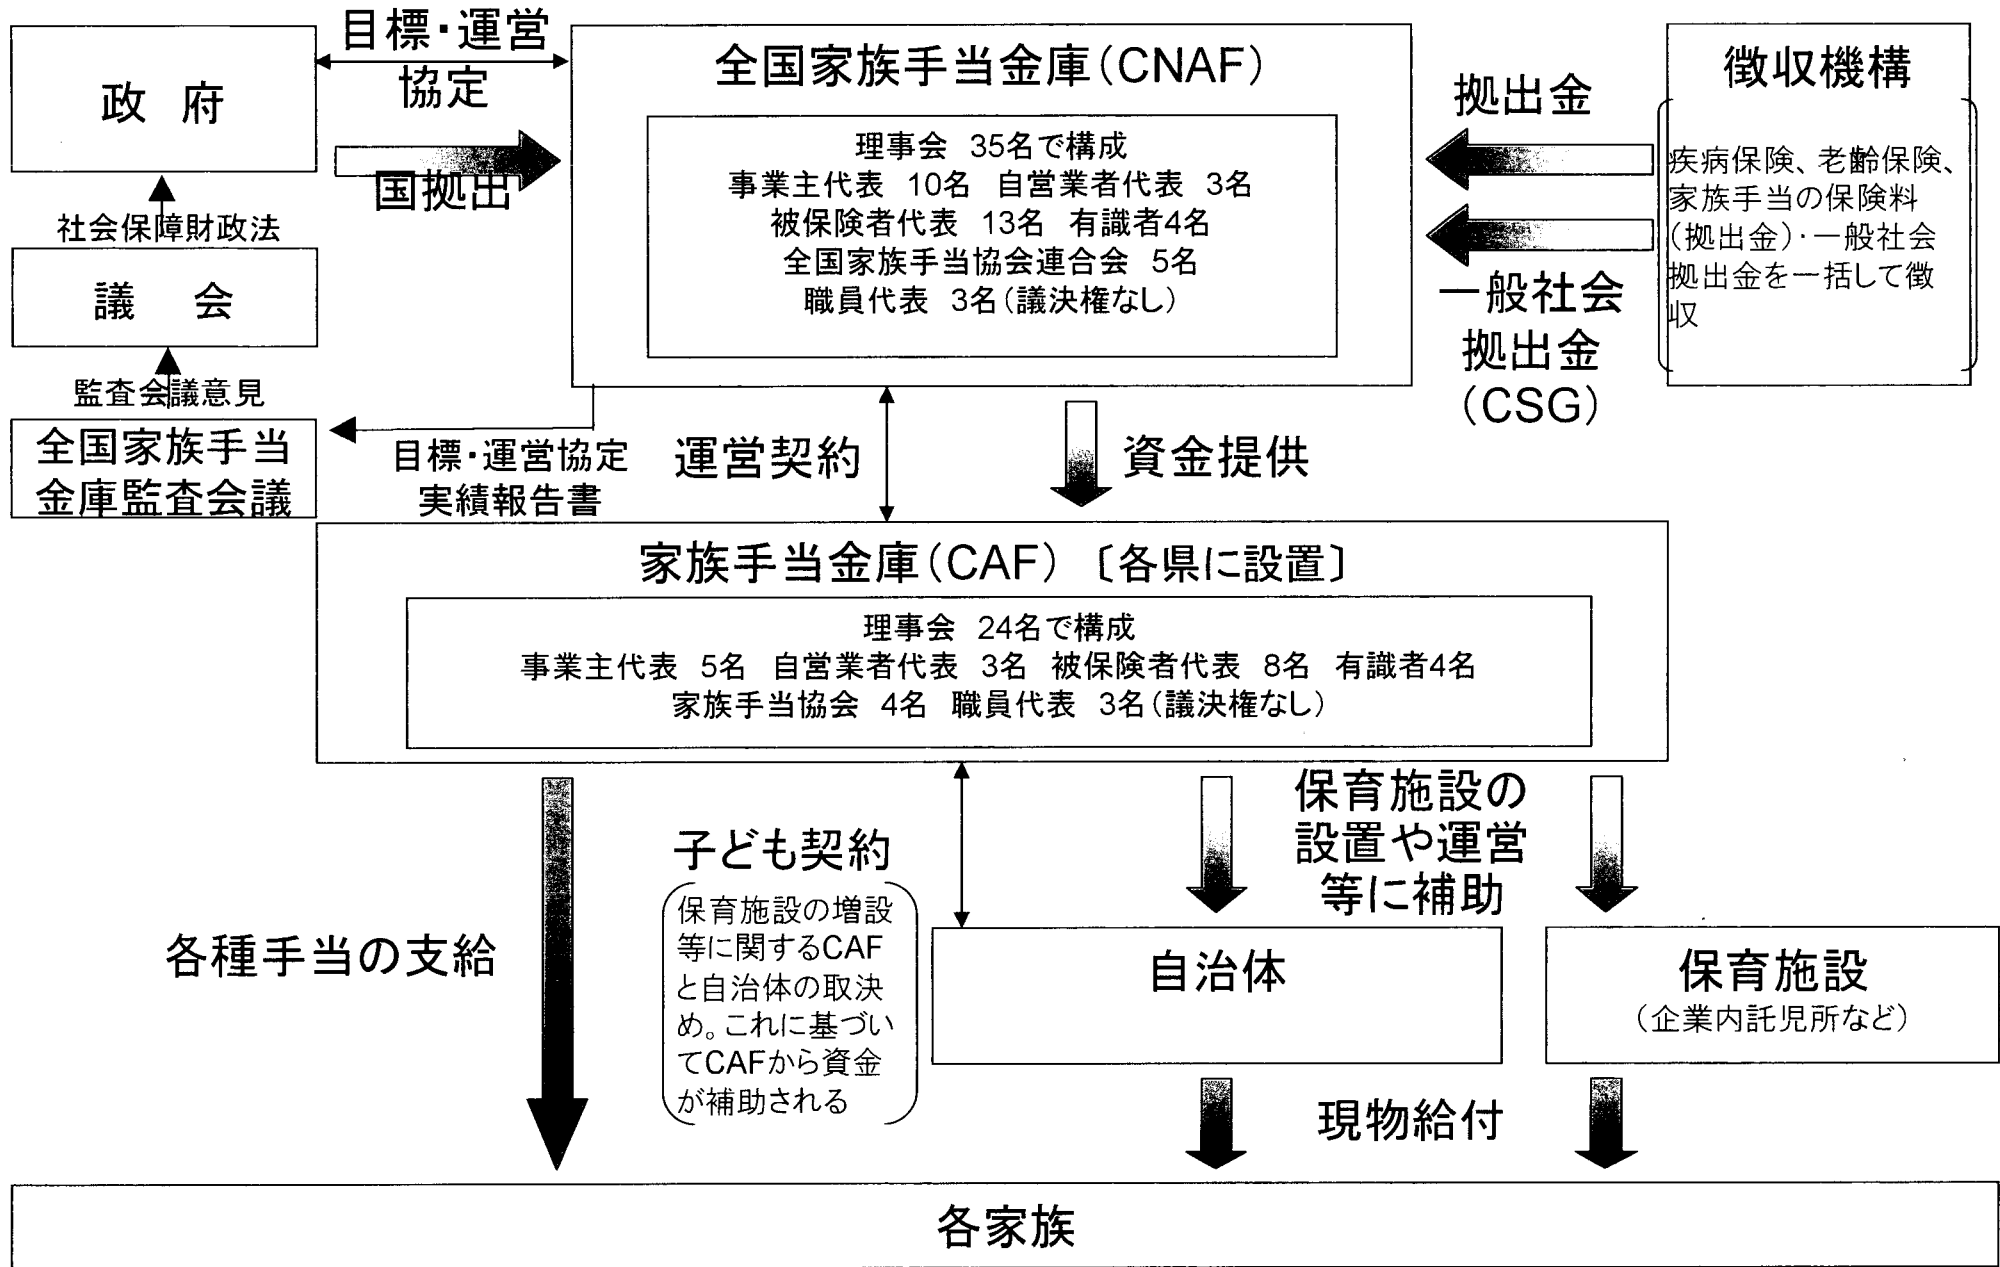 目標・運営
協定
政　府
国拠出
社会保障財政法
議　会
監査会議意見
全国家族手当
金庫監査会議
目標・運営協定
実績報告書
全国家族手当金庫（CNAF）
理事会　35名で構成
事業主代表　10名　自営業者代表　3名
被保険者代表　13名　有識者4名
全国家族手当協会連合会　5名
職員代表　3名（議決権なし）
拠出金
一般社会
拠出金
（CSG）
徴収機構
疾病保険、老齢保険、
家族手当の保険料
（拠出金）・一般社会
拠出金を一括して徴
収
運営契約
資金提供
家族手当金庫（CAF）〔各県に設置〕
理事会　24名で構成
事業主代表　5名　自営業者代表　3名　被保険者代表　8名　有識者4名
家族手当協会　4名　職員代表　3名（議決権なし）
各種手当の支給
子ども契約
保育施設の増設
等に関するCAF
と自治体の取決
め。これに基づい
てCAFから資金
が補助される
保育施設の
設置や運営
等に補助
自治体
保育施設
（企業内託児所など）
現物給付
各家族